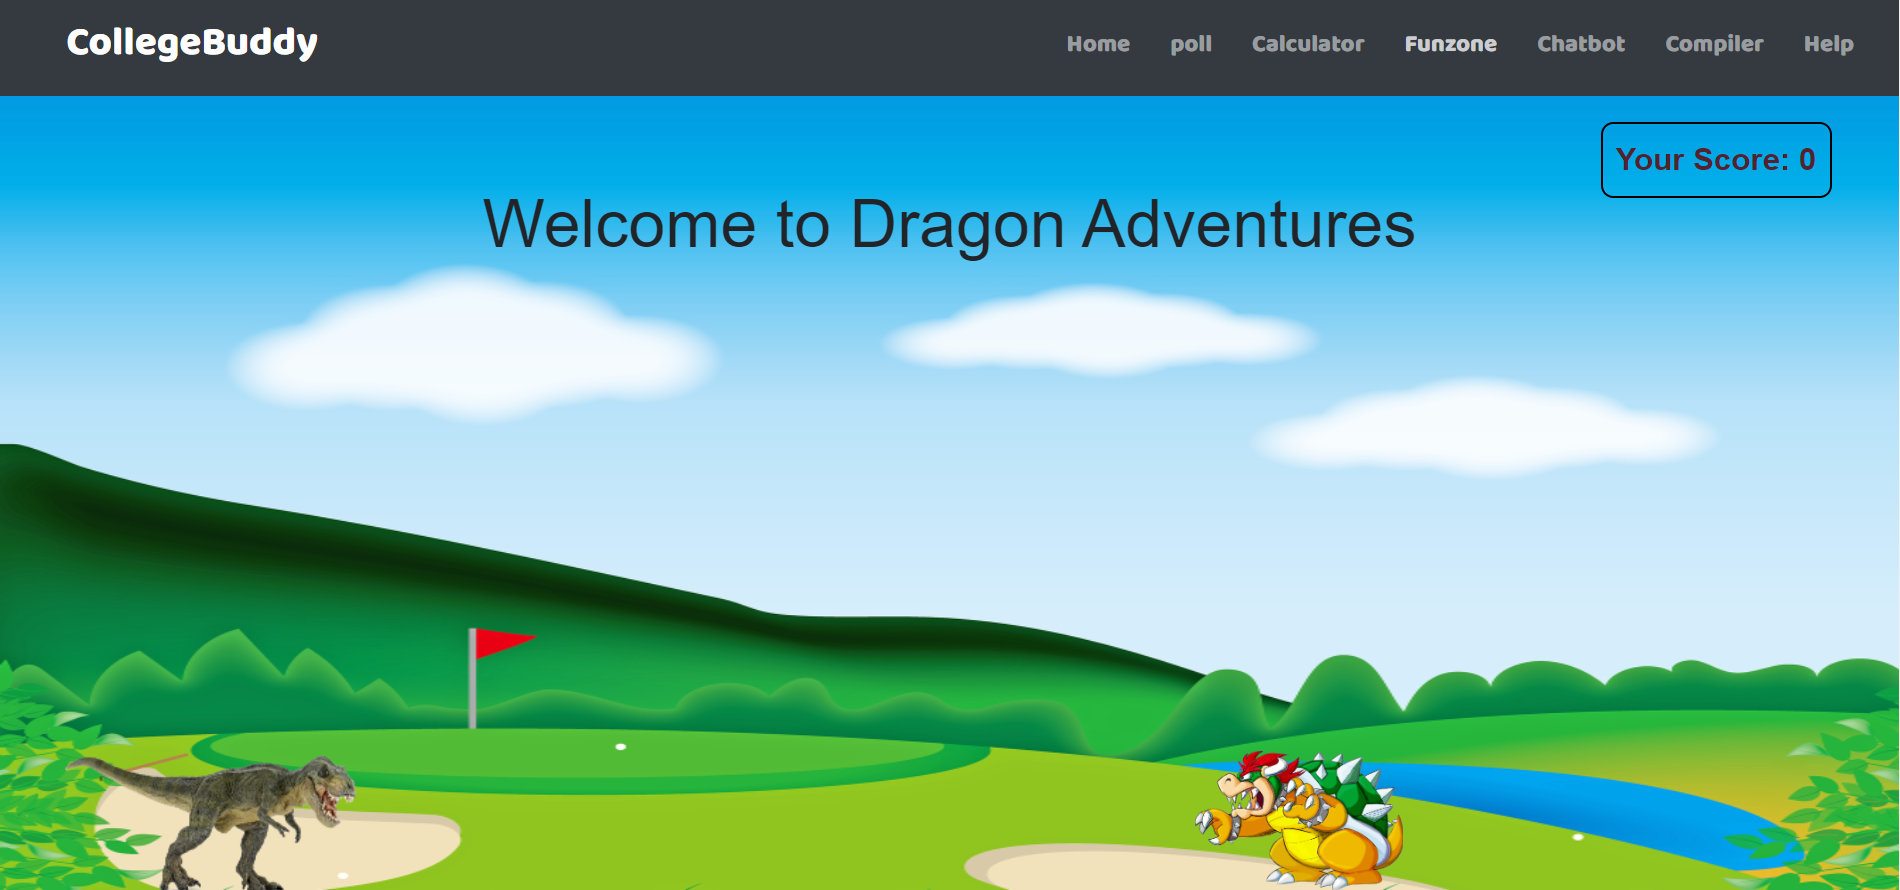 CollegeBuddy
Home poll Calculator Funzone Chatbot Compiler Help
Your Score: 0
Welcome to Dragon Adventures